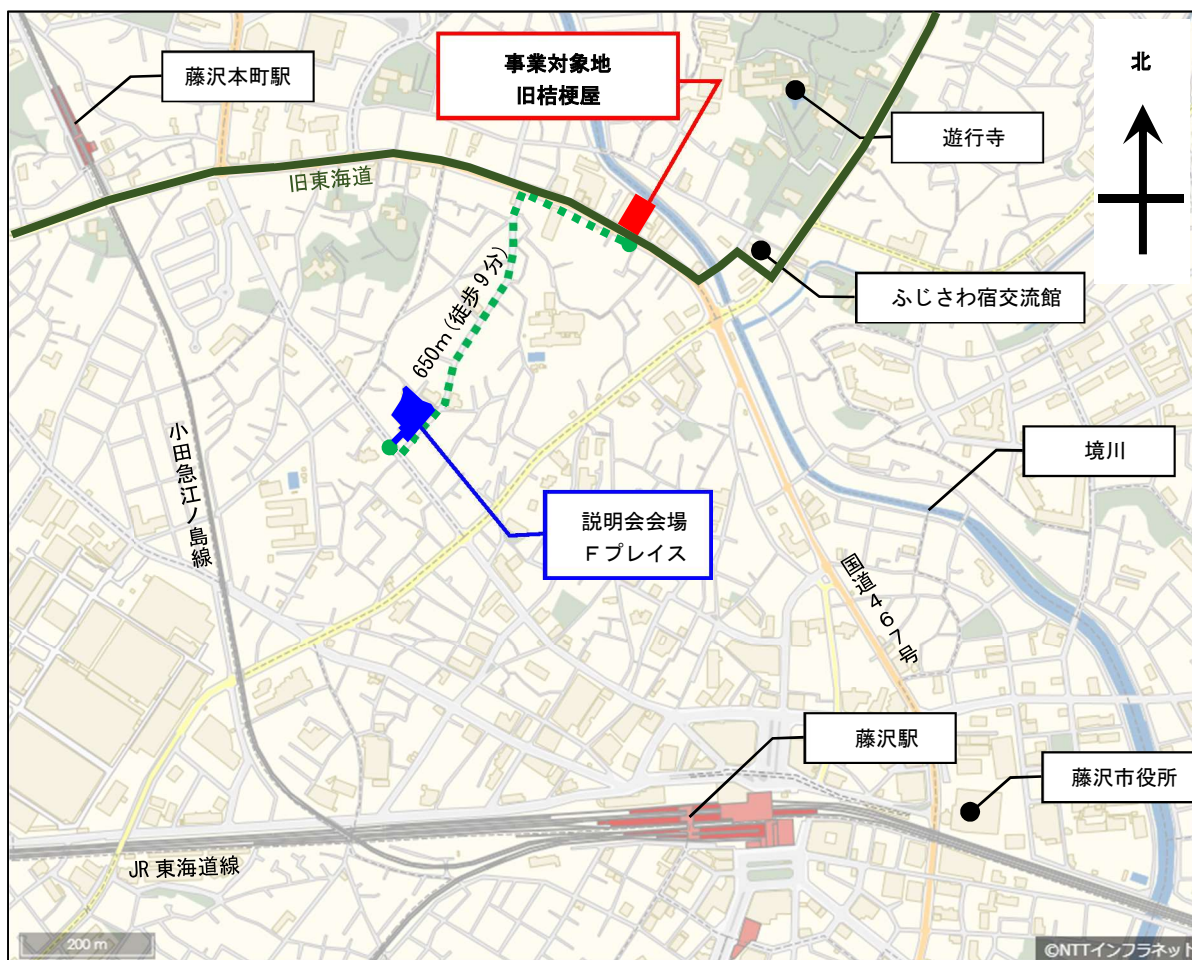 藤沢本町駅
事業対象地
旧桔梗屋
北
遊行寺
旧東海道
ふじさわ宿交流館
650m(徒歩9分)
小田急江ノ島線
境川
説明会会場
Fプレイス
国道467号
藤沢駅
藤沢市役所
JR東海道線
200 m
©NTTインフラネット